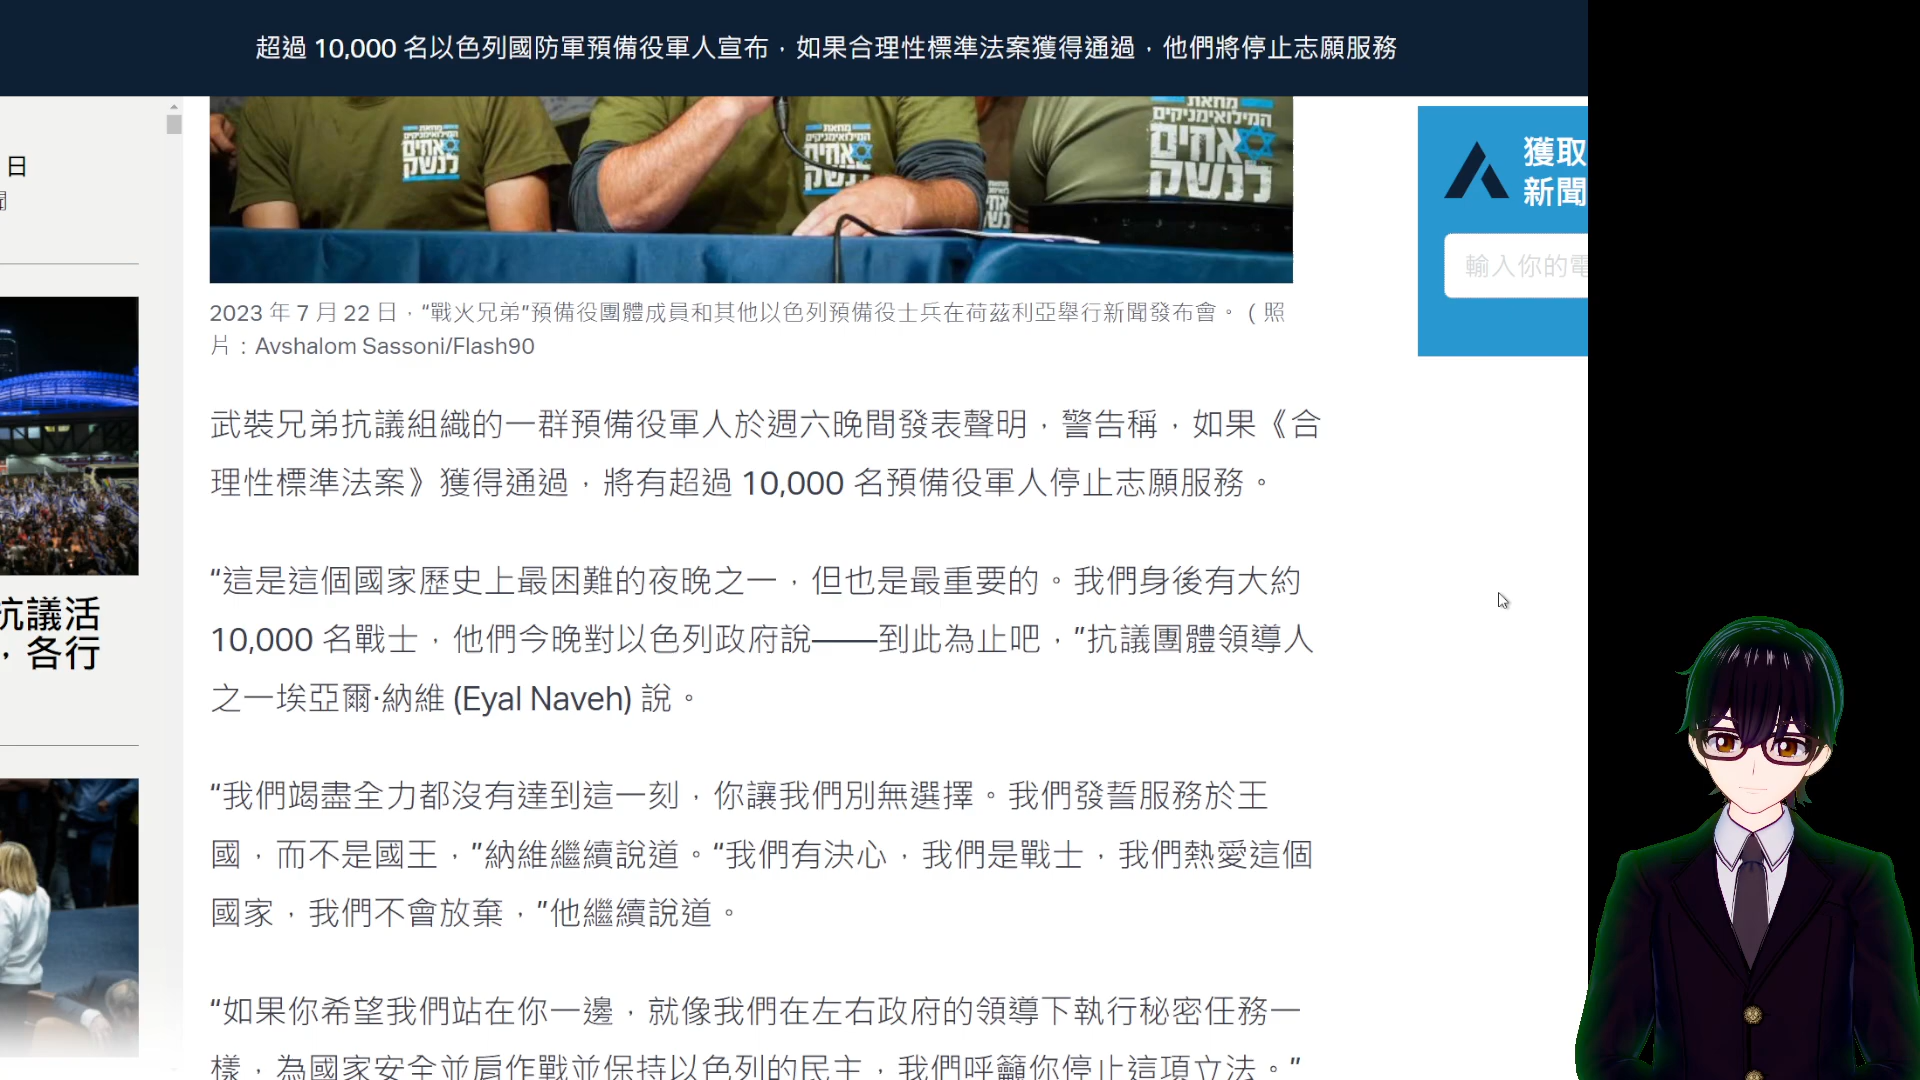 超過 10,000 名以色列國防軍預備役軍人宣布，如果合理性標準法案獲得通過，他們將停止志願服務
日
מחאת
המילואימניקים
אחים
לנשק
מחאת
המילואימניקים
אחים
לנשק
מחאת
המילואימניקים
אחים
לנשק
獲取
新聞
輸入你的電
2023 年 7 月 22 日，“戰火兄弟”預備役團體成員和其他以色列預備役士兵在荷茲利亞舉行新聞發布會。（照
片：Avshalom Sassoni/Flash90
武裝兄弟抗議組織的一群預備役軍人於週六晚間發表聲明，警告稱，如果《合
理性標準法案》獲得通過，將有超過 10,000 名預備役軍人停止志願服務。
“這是這個國家歷史上最困難的夜晚之一，但也是最重要的。我們身後有大約
10,000 名戰士，他們今晚對以色列政府說——到此為止吧，”抗議團體領導人
之一埃亞爾·納維 (Eyal Naveh) 說。
抗議活
，各行
“我們竭盡全力都沒有達到這一刻，你讓我們別無選擇。我們發誓服務於王
國，而不是國王，”納維繼續說道。“我們有決心，我們是戰士，我們熱愛這個
國家，我們不會放棄，”他繼續說道。
“如果你希望我們站在你一邊，就像我們在左右政府的領導下執行秘密任務一
樣，為國家安全並肩作戰並保持以色列的民主，我們呼籲你停止這項立法。”